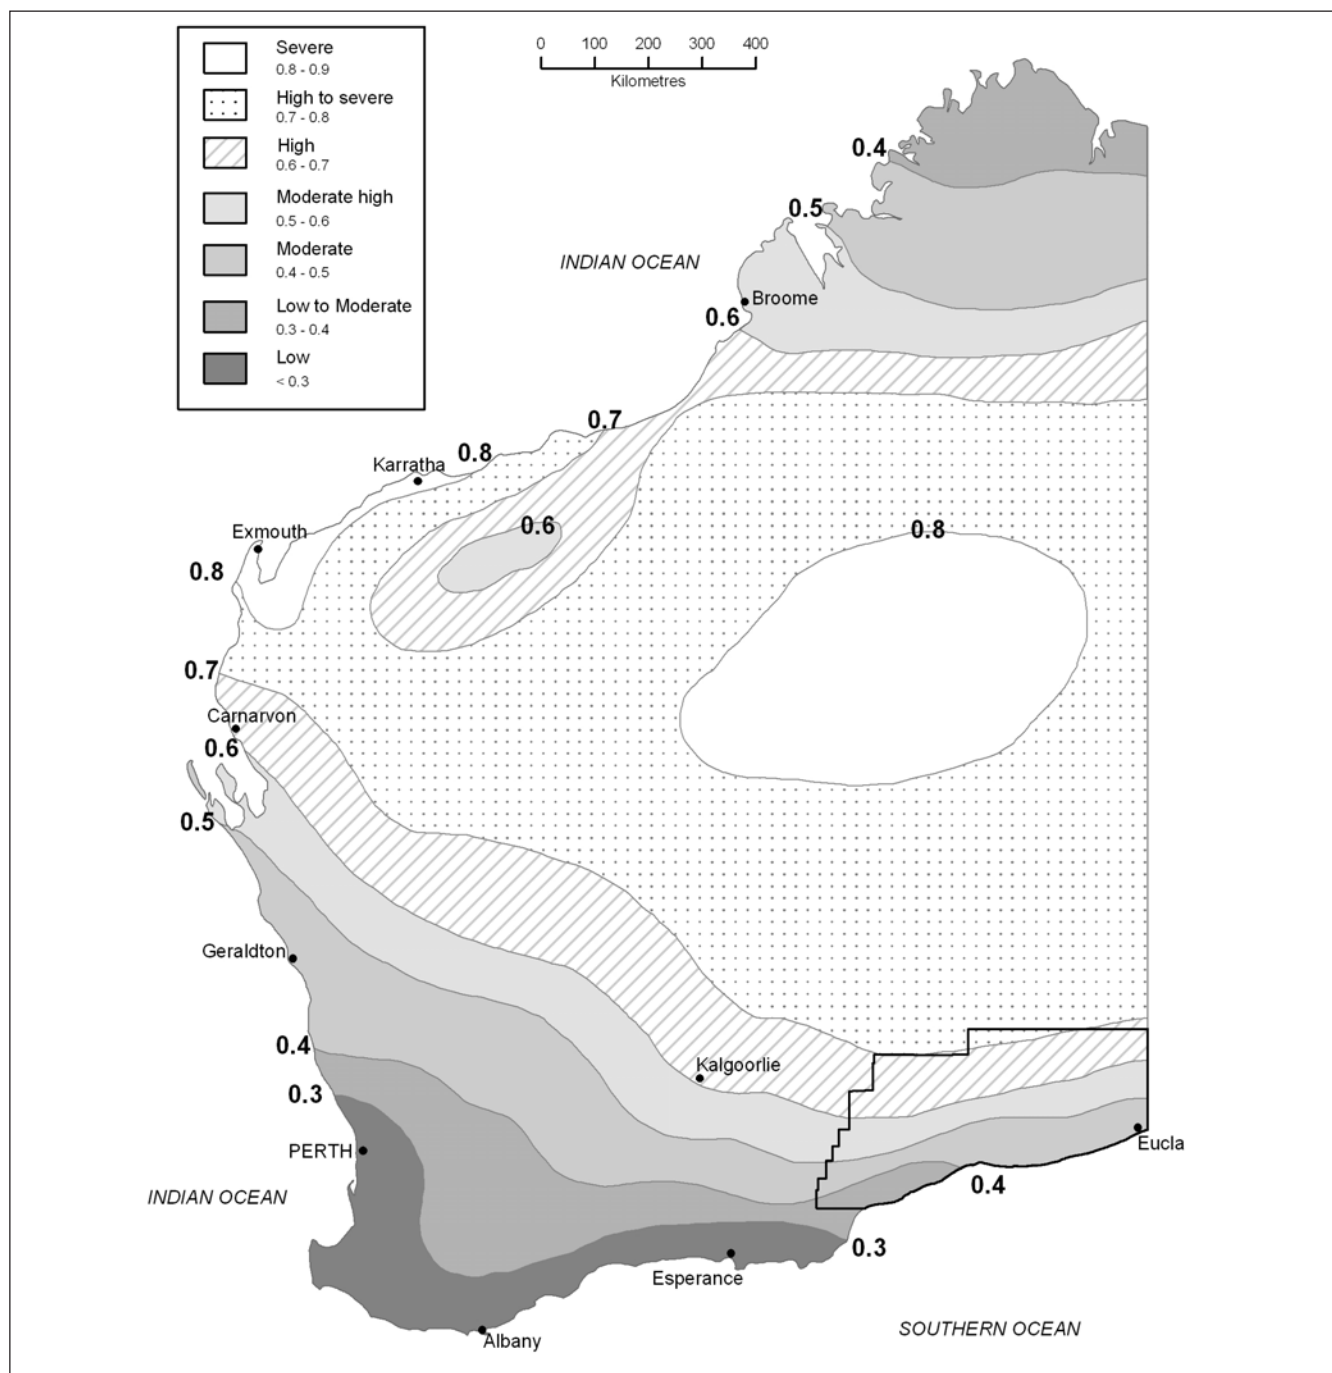 Severe
0.8 - 0.9
High to severe
0.7 - 0.8
High
0.6 - 0.7
Moderate high
0.5 - 0.6
Moderate
0.4 - 0.5
Low to Moderate
0.3 - 0.4
Low
< 0.3
0 100 200 300 400
Kilometres
0.4
0.5
INDIAN OCEAN
Broome
0.6
0.7
0.8
Karratha
0.6
0.8
Exmouth
0.8
0.7
Carnarvon
0.6
0.5
Geraldton
0.4
Kalgoorlie
0.3
PERTH
Eucla
0.4
INDIAN OCEAN
0.3
Esperance
SOUTHERN OCEAN
Albany